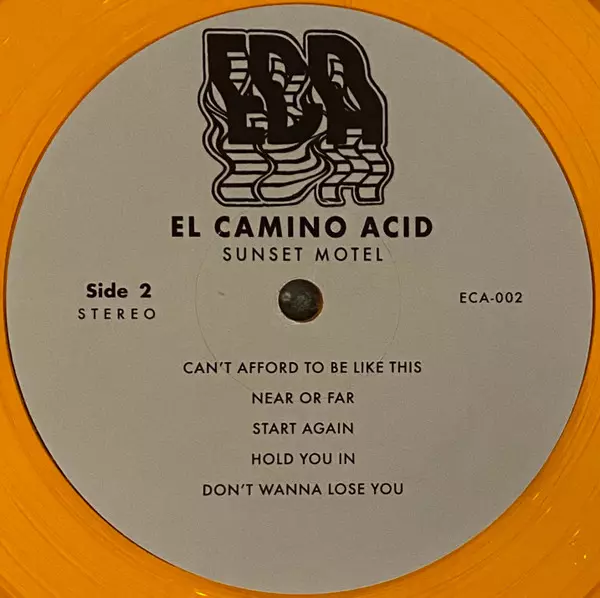 ECA
EL CAMINO ACID
SUNSET MOTEL
Side 2
STEREO
ECA-002
CAN'T AFFORD TO BE LIKE THIS
NEAR OR FAR
START AGAIN
HOLD YOU IN
DON'T WANNA LOSE YOU